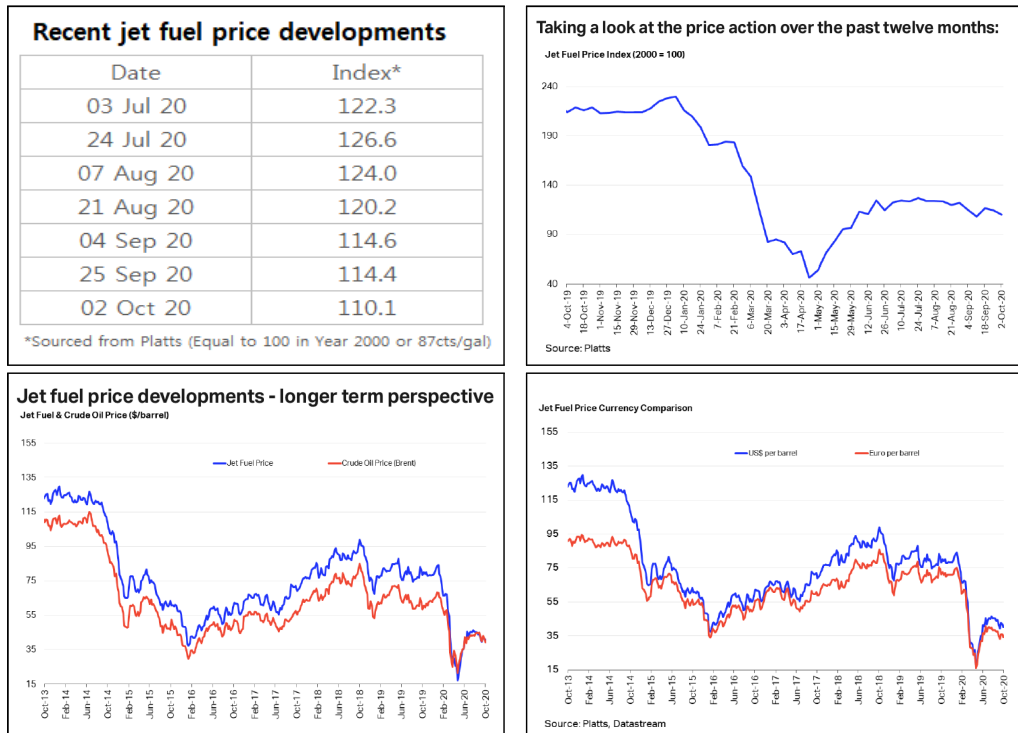 Recent jet fuel price developments
Date Index*
03 Jul 20 122.3
24 Jul 20 126.6
07 Aug 20 124.0
21 Aug 20 120.2
04 Sep 20 114.6
25 Sep 20 114.4
02 Oct 20 110.1
*Sourced from Platts (Equal to 100 in Year 2000 or 87cts/gal)
Taking a look at the price action over the past twelve months:
Jet Fuel Price Index (2000 = 100)
240
190
140
90
40
4-Oct-19
18-Oct-19
1-Nov-19
15-Nov-19
29-Nov-19
13-Dec-19
27-Dec-19
10-Jan-20
24-Jan-20
7-Feb-20
21-Feb-20
6-Mar-20
20-Mar-20
3-Apr-20
17-Apr-20
1-May-20
15-May-20
29-May-20
12-Jun-20
26-Jun-20
10-Jul-20
24-Jul-20
7-Aug-20
21-Aug-20
4-Sep-20
18-Sep-20
2-Oct-20
Source: Platts
Jet fuel price developments - longer term perspective
Jet Fuel & Crude Oil Price ($/barrel)
155
Jet Fuel Price Crude Oil Price (Brent)
135
115
95
75
55
35
15
Oct-13
Feb-14
Jun-14
Oct-14
Feb-15
Jun-15
Oct-15
Feb-16
Jun-16
Oct-16
Feb-17
Jun-17
Oct-17
Feb-18
Jun-18
Oct-18
Feb-19
Jun-19
Oct-19
Feb-20
Jun-20
Oct-20
Jet Fuel Price Currency Comparison
155
US$ per barrel Euro per barrel
135
115
95
75
55
35
15
Oct-13
Feb-14
Jun-14
Oct-14
Feb-15
Jun-15
Oct-15
Feb-16
Jun-16
Oct-16
Feb-17
Jun-17
Oct-17
Feb-18
Jun-18
Oct-18
Feb-19
Jun-19
Oct-19
Feb-20
Jun-20
Oct-20
Source: Platts, Datastream